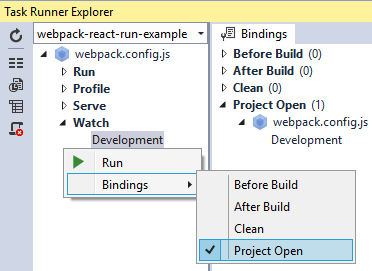 Task Runner Explorer
webpack-react-run-example
webpack.config.js
Run
Profile
Serve
Watch
Development
Run
Bindings
Bindings
Before Build (0)
After Build (0)
Clean (0)
Project Open (1)
webpack.config.js
Development
Before Build
After Build
Clean
Project Open